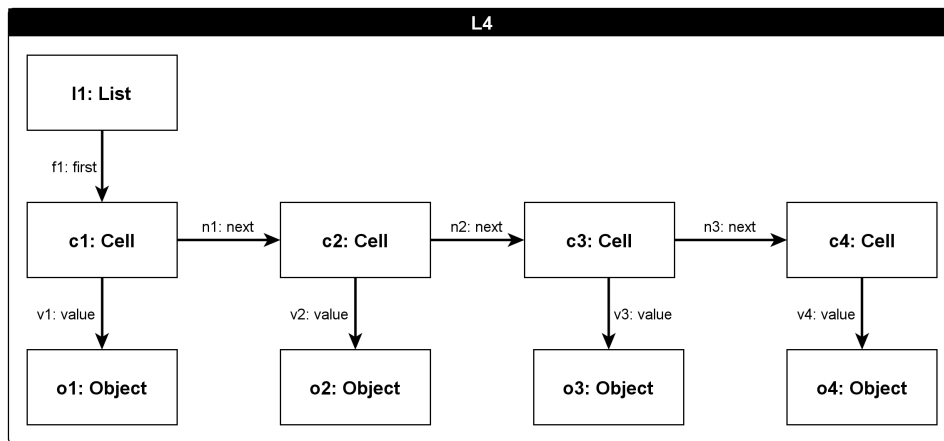 L4
l1: List
f1: first
c1: Cell
n1: next
c2: Cell
n2: next
c3: Cell
n3: next
c4: Cell
v1: value
v2: value
v3: value
v4: value
o1: Object
o2: Object
o3: Object
o4: Object